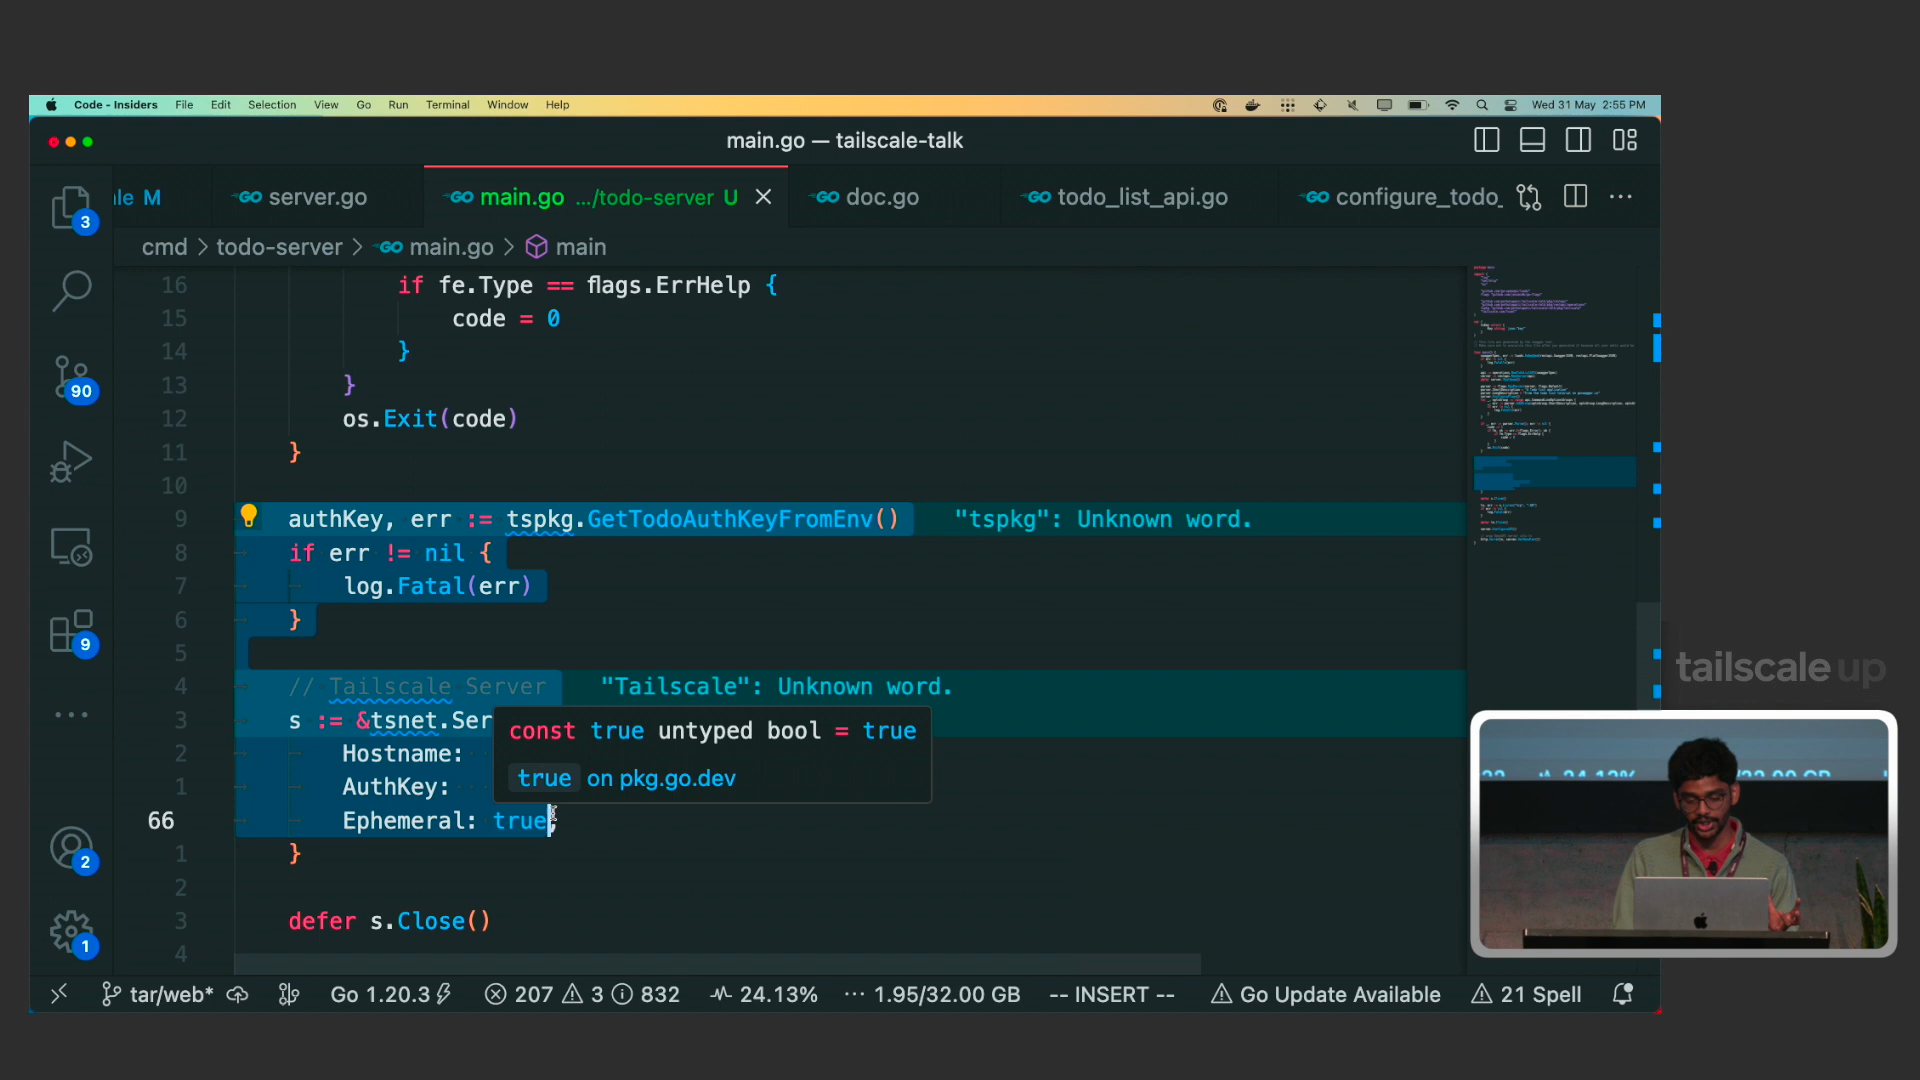 Code - Insiders File Edit Selection View Go Run Terminal Window Help Wed 31 May 2:55 PM
main.go — tailscale-talk
le M server.go main.go .../todo-server U doc.go todo_list_api.go configure_todo_
3
cmd > todo-server > main.go > main
16 if fe.Type == flags.ErrHelp {
15 code = 0
14 }
13 }
12 os.Exit(code)
11 }
10
9 authKey, err := tspkg.GetTodoAuthKeyFromEnv() "tspkg": Unknown word.
8 if err != nil {
7 log.Fatal(err)
6 }
5
4 // Tailscale Server "Tailscale": Unknown word.
3 s := &tsnet.Ser
2 Hostname:
1 AuthKey:
66 Ephemeral: true,
1 }
2
3 defer s.Close()
4
const true untyped bool = true
true on pkg.go.dev
90
9
2
1
tar/web* Go 1.20.3 207 3 832 24.13% 1.95/32.00 GB -- INSERT -- Go Update Available 21 Spell
tailscale up
24.13%